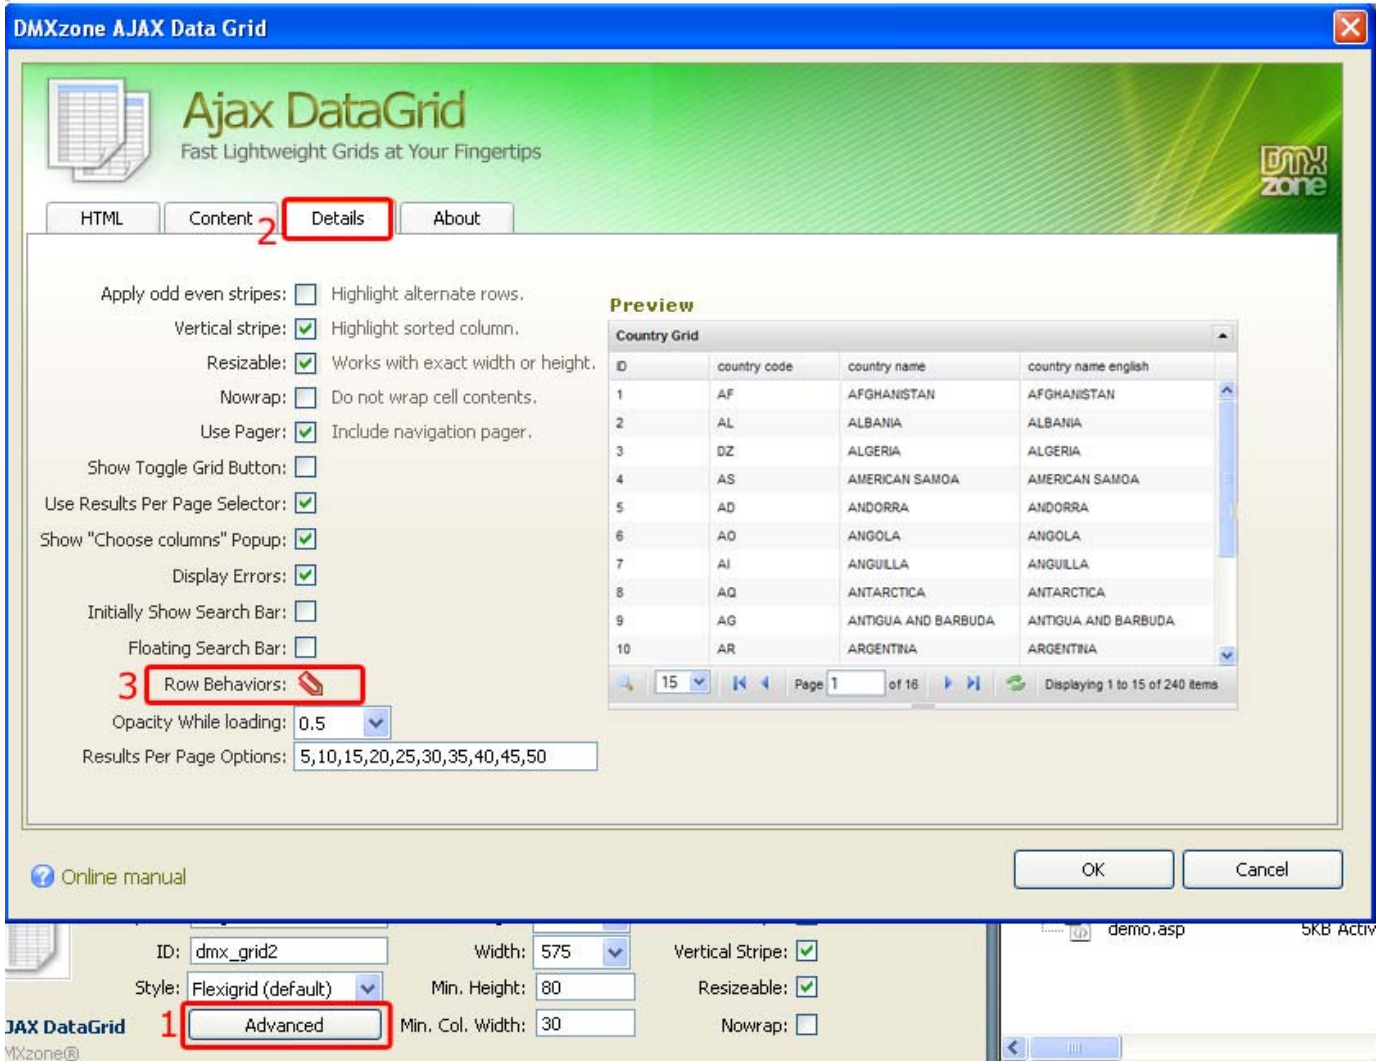 DMXzone AJAX Data Grid
Ajax DataGrid
Fast Lightweight Grids at Your Fingertips
DMX zone
HTML Content 2 Details About
Apply odd even stripes: Highlight alternate rows.
Vertical stripe: Highlight sorted column.
Resizable: Works with exact width or height.
Nowrap: Do not wrap cell contents.
Use Pager: Include navigation pager.
Show Toggle Grid Button:
Use Results Per Page Selector:
Show "Choose columns" Popup:
Display Errors:
Initially Show Search Bar:
Floating Search Bar:
3 Row Behaviors:
Opacity While loading: 0.5
Results Per Page Options: 5,10,15,20,25,30,35,40,45,50
Preview
Country Grid
ID country code country name country name english
1 AF AFGHANISTAN AFGHANISTAN
2 AL ALBANIA ALBANIA
3 DZ ALGERIA ALGERIA
4 AS AMERICAN SAMOA AMERICAN SAMOA
5 AD ANDORRA ANDORRA
6 AO ANGOLA ANGOLA
7 AI ANGUILLA ANGUILLA
8 AQ ANTARCTICA ANTARCTICA
9 AG ANTIGUA AND BARBUDA ANTIGUA AND BARBUDA
10 AR ARGENTINA ARGENTINA
15 Page 1 of 16 Displaying 1 to 15 of 240 items
Online manual
OK Cancel
demo.asp 5KB Activ
ID: dmx_grid2 Width: 575 Vertical Stripe:
Style: Flexigrid (default) Min. Height: 80 Resizeable:
JAX DataGrid 1 Advanced Min. Col. Width: 30 Nowrap:
MXzone®